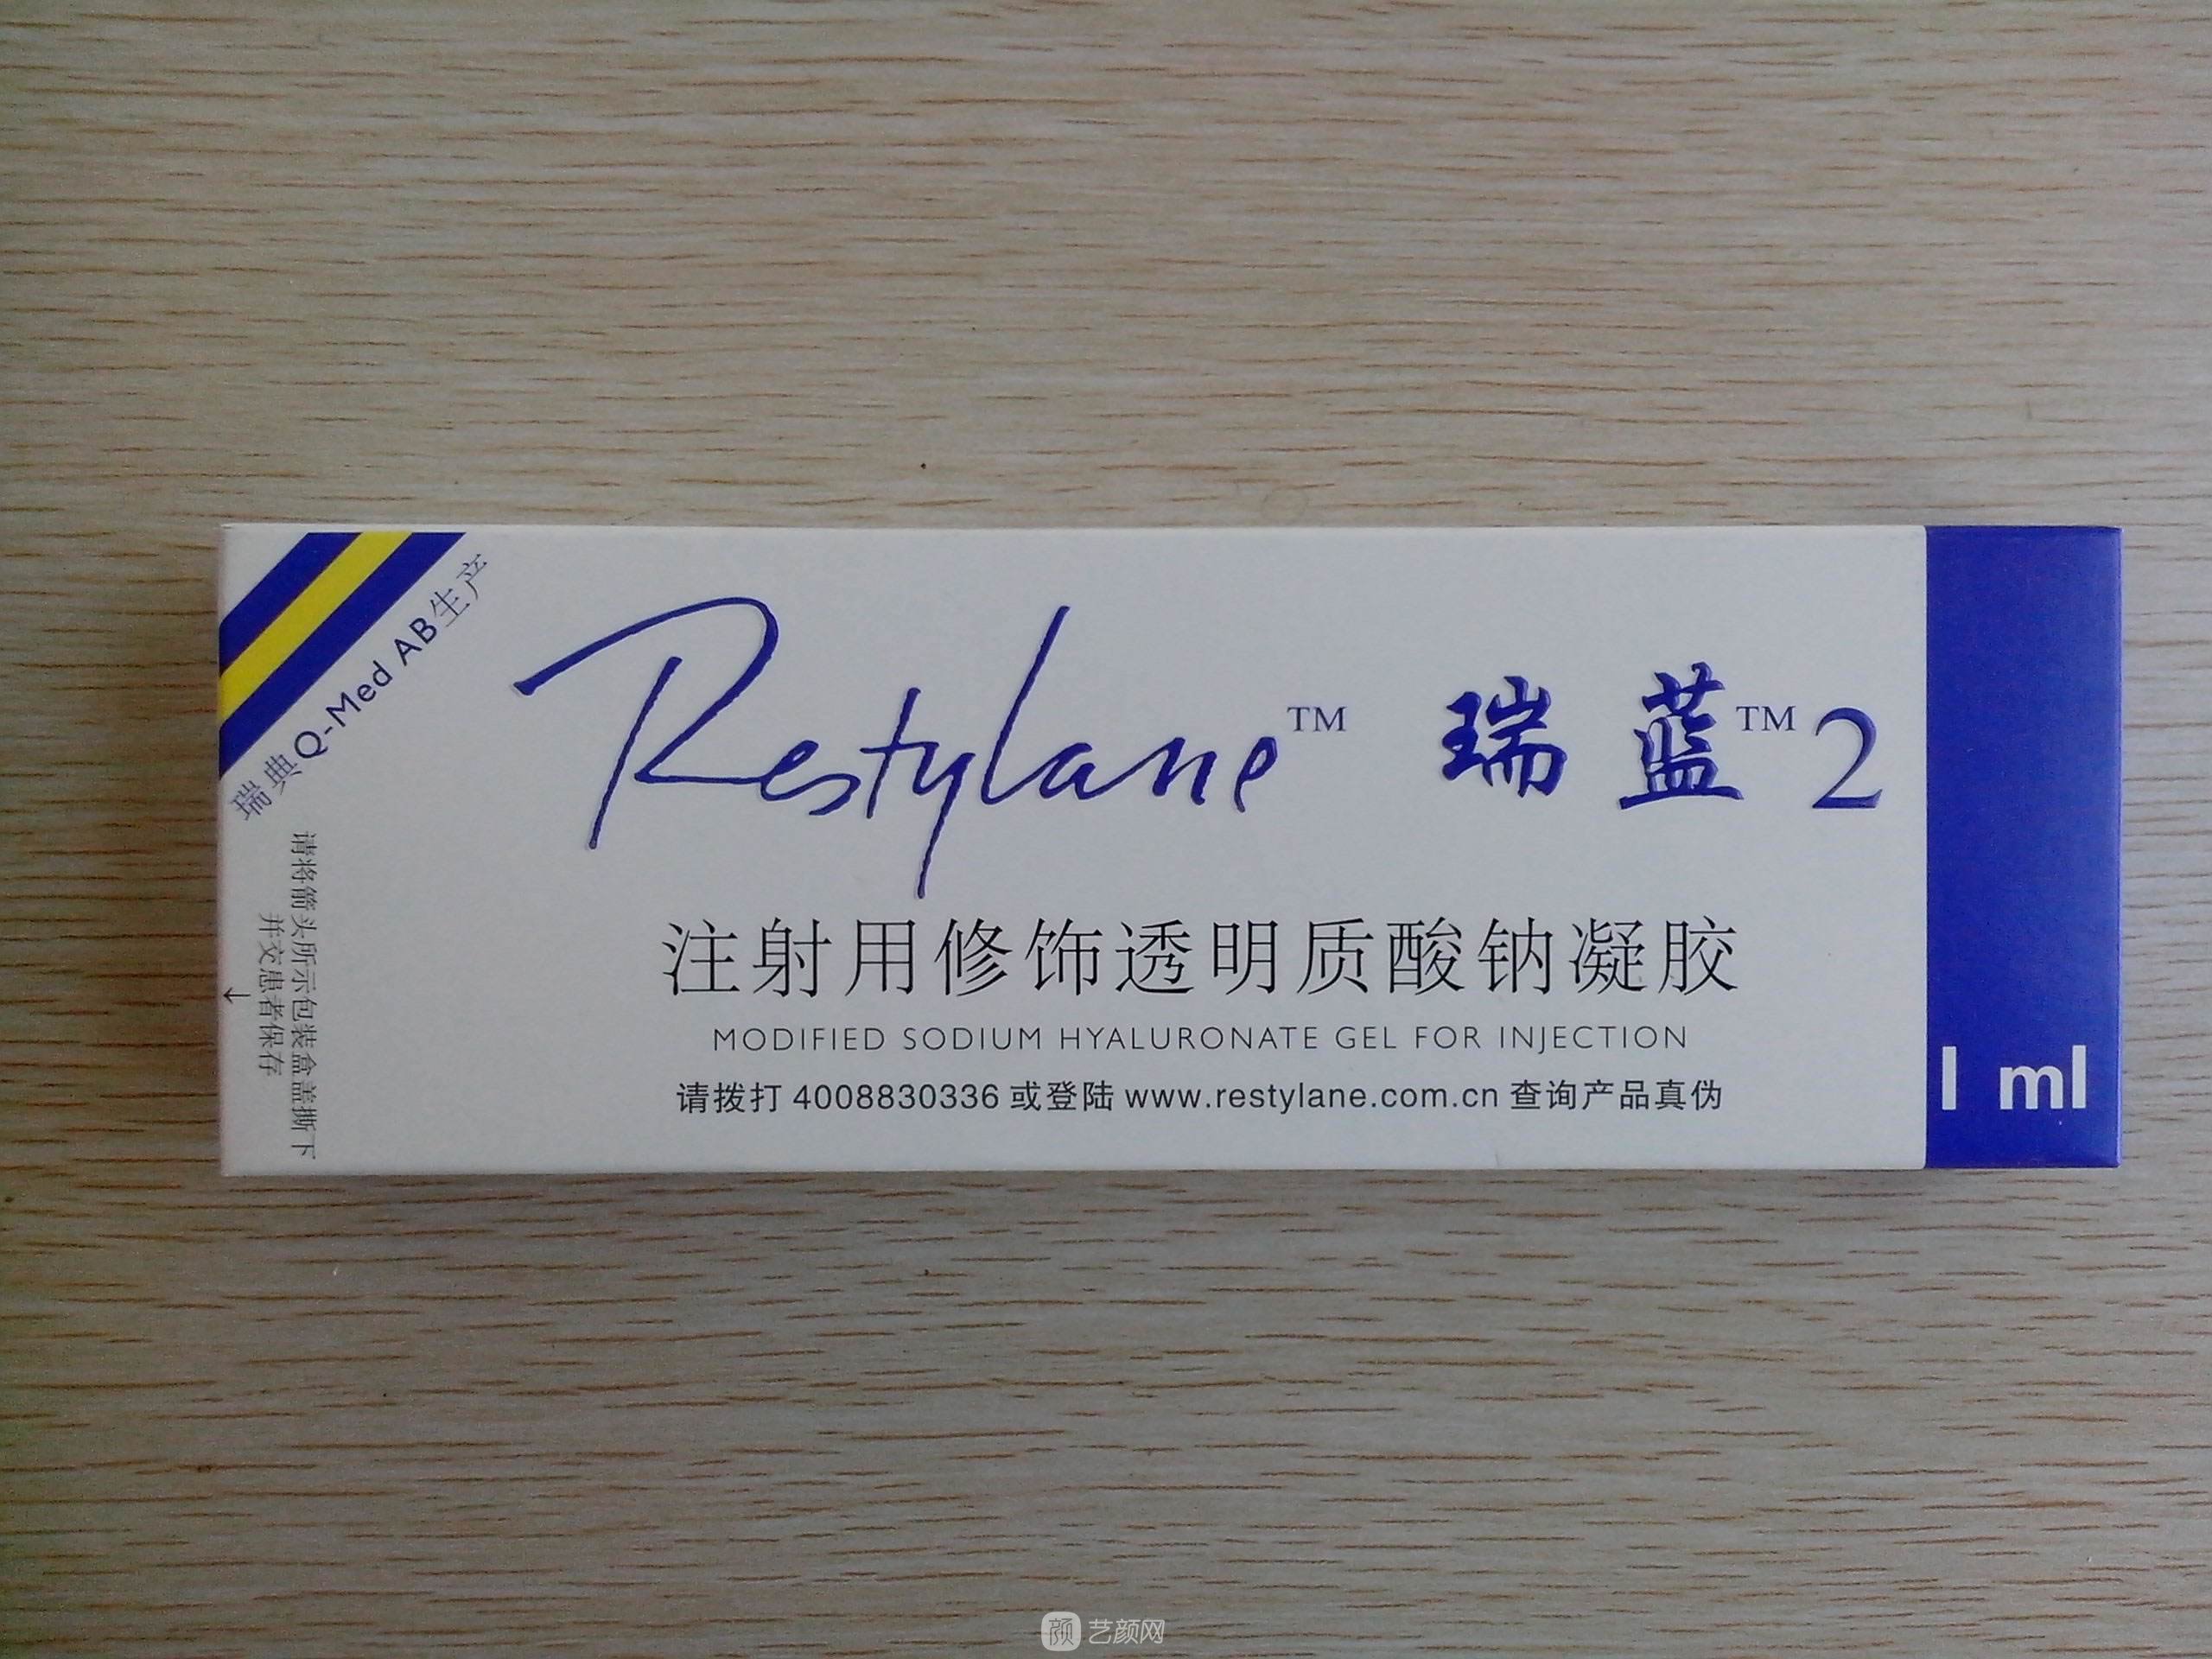 瑞典Q-Med AB生产
Restylane™ 瑞蓝™2
注射用修饰透明质酸钠凝胶
MODIFIED SODIUM HYALURONATE GEL FOR INJECTION
请拨打 4008830336 或登陆 www.restylane.com.cn 查询产品真伪
1 ml
请将箭头所示包装盒盖撕下
并交患者保存
↓
颜 艺颜网